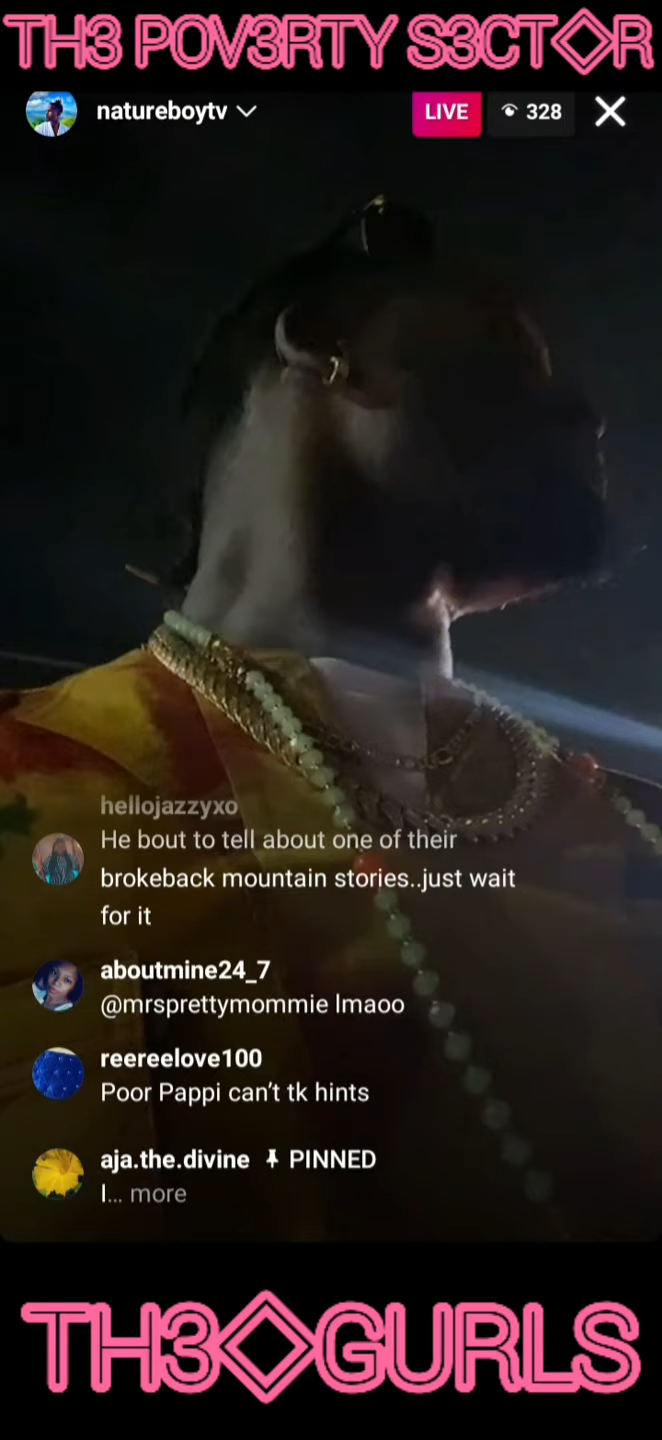 TH3 POV3RTY S3CT◇R
natureboytv
LIVE
328
hellojazzyxo
He bout to tell about one of their
brokeback mountain stories..just wait
for it
aboutmine24_7
@mrsprettymommie lmaoo
reereelove100
Poor Pappi can't tk hints
aja.the.divine PINNED
I... more
TH3◇GURLS